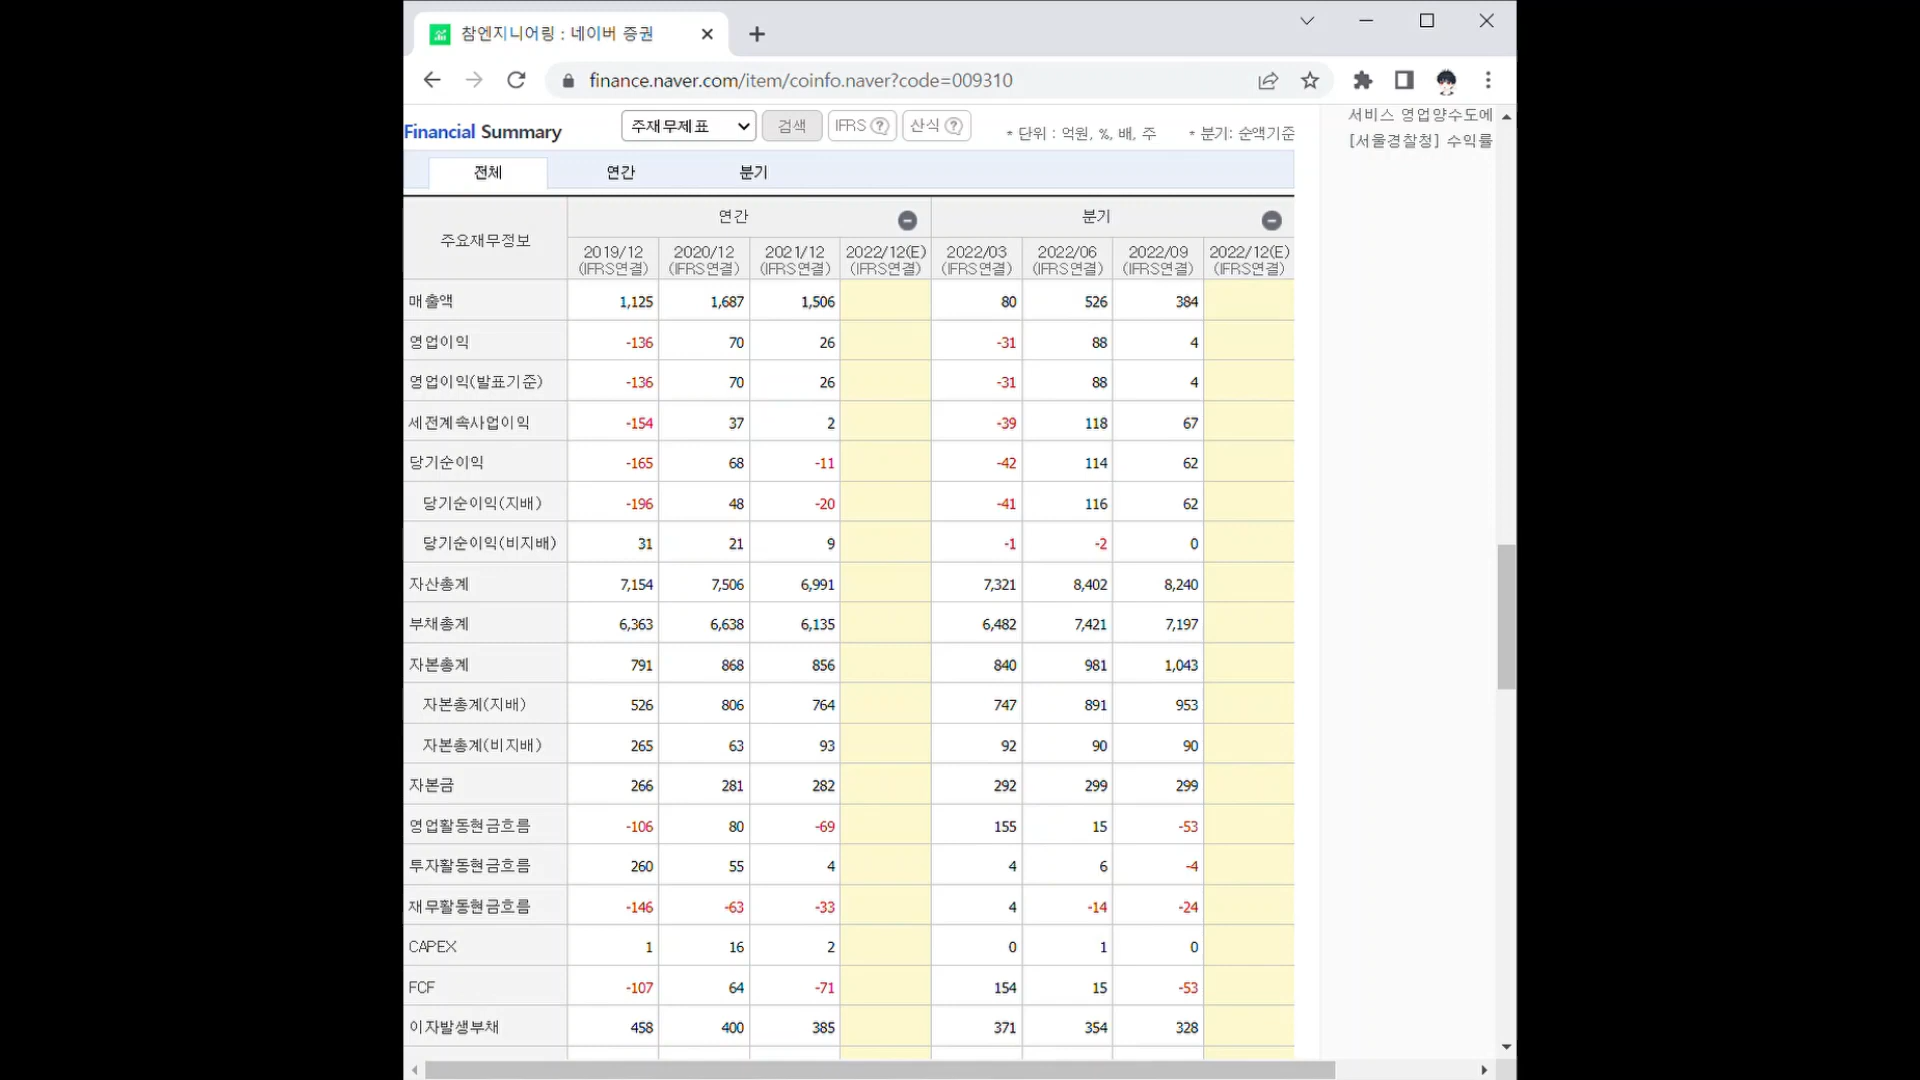 참엔지니어링 : 네이버 증권
finance.naver.com/item/coinfo.naver?code=009310
서비스 영업양수도에
[서울경찰청] 수익률
Financial Summary 주재무제표 검색 IFRS ? 산식 ? * 단위 : 억원, %, 배, 주 * 분기: 순액기준
전체 연간 분기
주요재무정보 연간 분기
2019/12 2020/12 2021/12 2022/12(E) 2022/03 2022/06 2022/09 2022/12(E)
(IFRS연결) (IFRS연결) (IFRS연결) (IFRS연결) (IFRS연결) (IFRS연결) (IFRS연결) (IFRS연결)
매출액 1,125 1,687 1,506 80 526 384
영업이익 -136 70 26 -31 88 4
영업이익(발표기준) -136 70 26 -31 88 4
세전계속사업이익 -154 37 2 -39 118 67
당기순이익 -165 68 -11 -42 114 62
당기순이익(지배) -196 48 -20 -41 116 62
당기순이익(비지배) 31 21 9 -1 -2 0
자산총계 7,154 7,506 6,991 7,321 8,402 8,240
부채총계 6,363 6,638 6,135 6,482 7,421 7,197
자본총계 791 868 856 840 981 1,043
자본총계(지배) 526 806 764 747 891 953
자본총계(비지배) 265 63 93 92 90 90
자본금 266 281 282 292 299 299
영업활동현금흐름 -106 80 -69 155 15 -53
투자활동현금흐름 260 55 4 4 6 -4
재무활동현금흐름 -146 -63 -33 4 -14 -24
CAPEX 1 16 2 0 1 0
FCF -107 64 -71 154 15 -53
이자발생부채 458 400 385 371 354 328